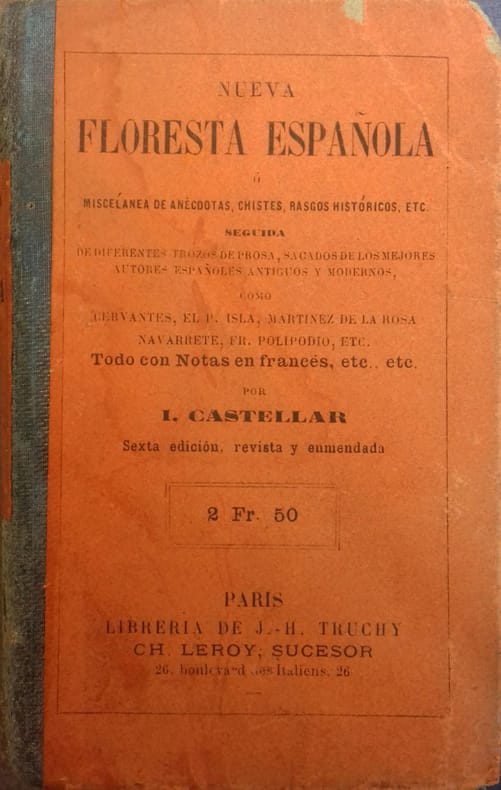 NUEVA
FLORESTA ESPAÑOLA
Ó
MISCELÁNEA DE ANÉCDOTAS, CHISTES, RASGOS HISTÓRICOS, ETC.
SEGUIDA
DE DIFERENTES TROZOS DE PROSA, SACADOS DE LOS MEJORES
AUTORES ESPAÑOLES ANTIGUOS Y MODERNOS,
COMO
CERVANTES, EL P. ISLA, MARTINEZ DE LA ROSA
NAVARRETE, FR. POLIPODIO, ETC.
Todo con Notas en francés, etc., etc.
POR
I. CASTELLAR
Sexta edición, revista y enmendada
2 Fr. 50
PARIS
LIBRERIA DE J.-H. TRUCHY
CH. LEROY, SUCESOR
26, boulevard des Italiens, 26